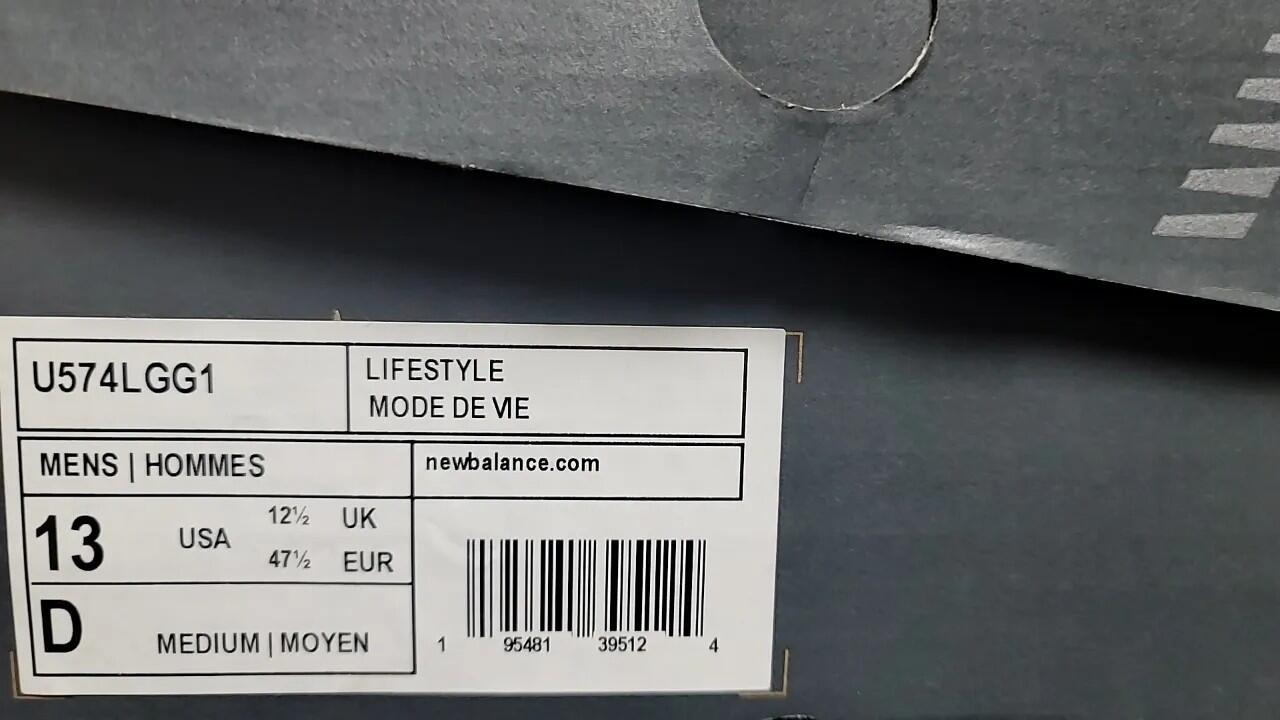 U574LGG1
LIFESTYLE
MODE DE VIE
MENS | HOMMES
newbalance.com
13 USA 12½ UK
47½ EUR
D MEDIUM | MOYEN
1 95481 39512 4